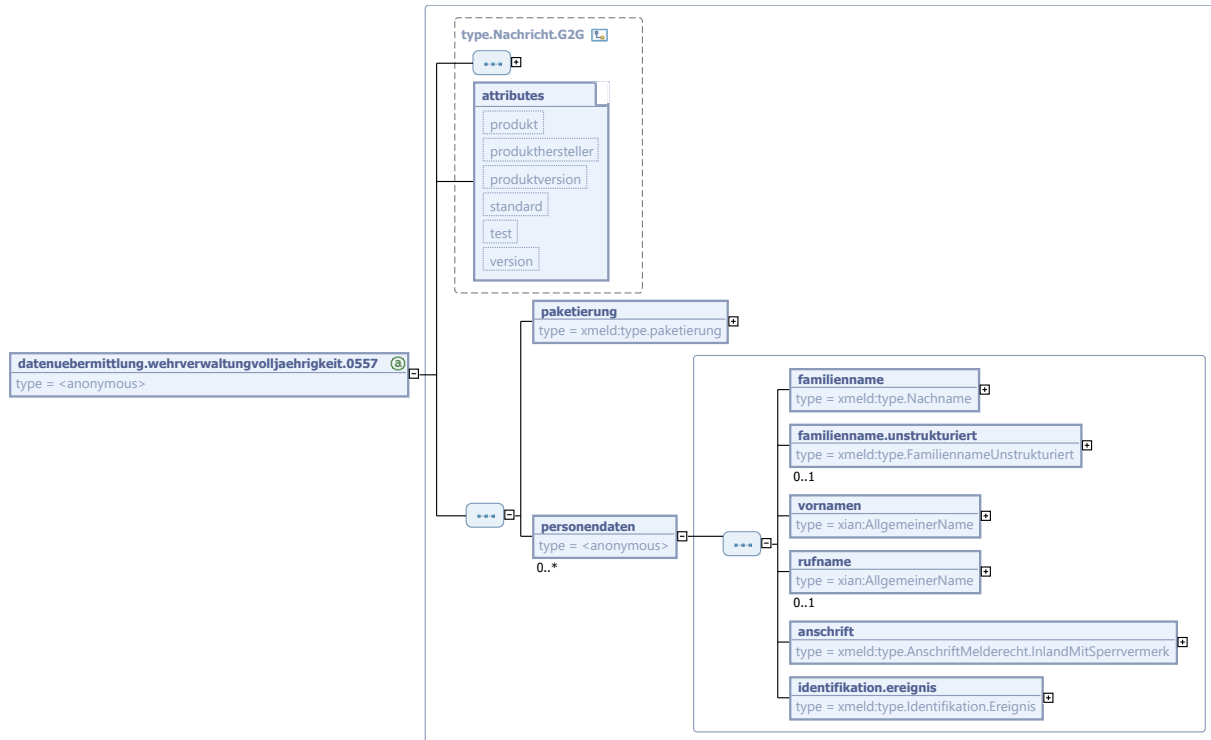 type.Nachricht.G2G
attributes
produkt
produkthersteller
produktversion
standard
test
version
datenuebermittlung.wehrverwaltungvolljaehrigkeit.0557 a
type = <anonymous>
paketierung
type = xmeld:type.paketierung
personendaten
type = <anonymous>
0..*
familienname
type = xmeld:type.Nachname
familienname.unstrukturiert
type = xmeld:type.FamiliennameUnstrukturiert
0..1
vornamen
type = xian:AllgemeinerName
rufname
type = xian:AllgemeinerName
0..1
anschrift
type = xmeld:type.AnschriftMelderecht.InlandMitSperrvermerk
identifikation.ereignis
type = xmeld:type.Identifikation.Ereignis